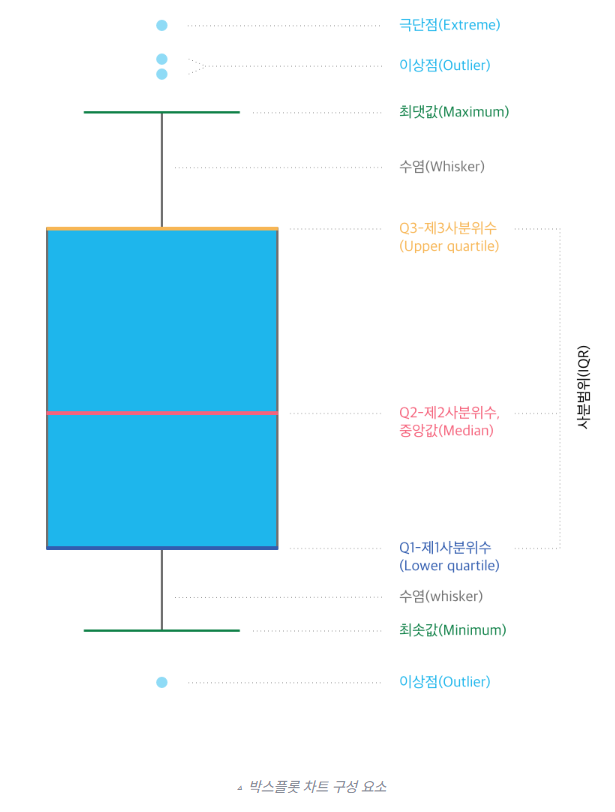 극단점(Extreme)
이상점(Outlier)
최댓값(Maximum)
수염(Whisker)
Q3-제3사분위수
(Upper quartile)
Q2-제2사분위수,
중앙값(Median)
사분범위(IQR)
Q1-제1사분위수
(Lower quartile)
수염(whisker)
최솟값(Minimum)
이상점(Outlier)
박스플롯 차트 구성 요소